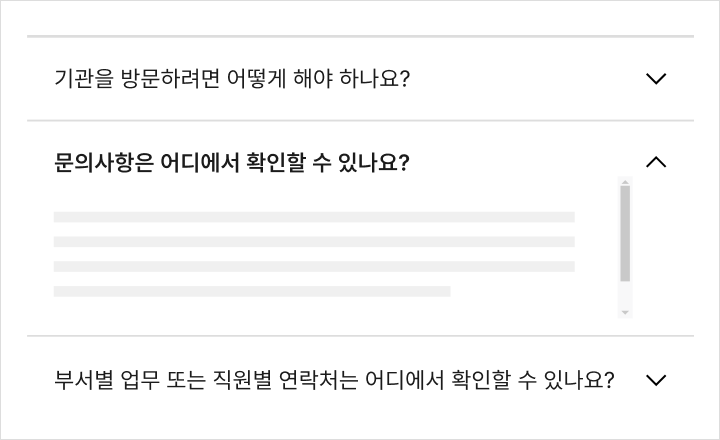 기관을 방문하려면 어떻게 해야 하나요?
문의사항은 어디에서 확인할 수 있나요?
부서별 업무 또는 직원별 연락처는 어디에서 확인할 수 있나요?